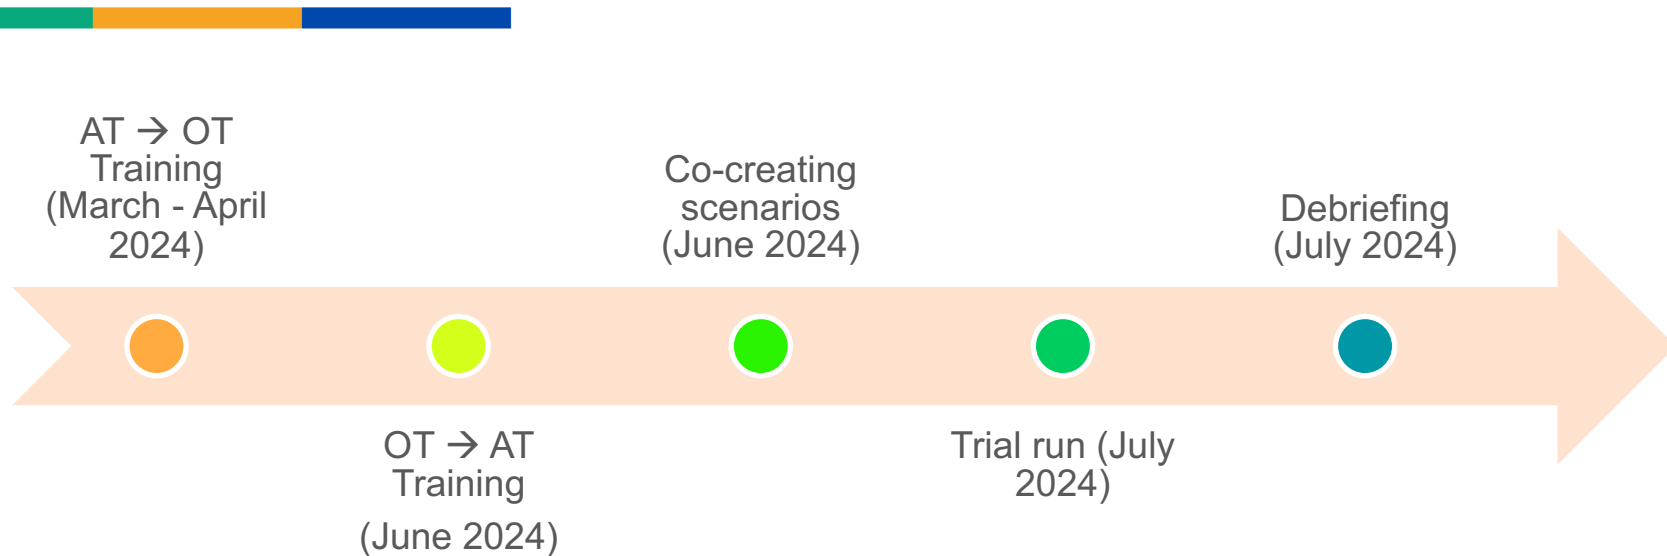 AT → OT
Training
(March - April
2024)
OT → AT
Training
(June 2024)
Co-creating
scenarios
(June 2024)
Trial run (July
2024)
Debriefing
(July 2024)